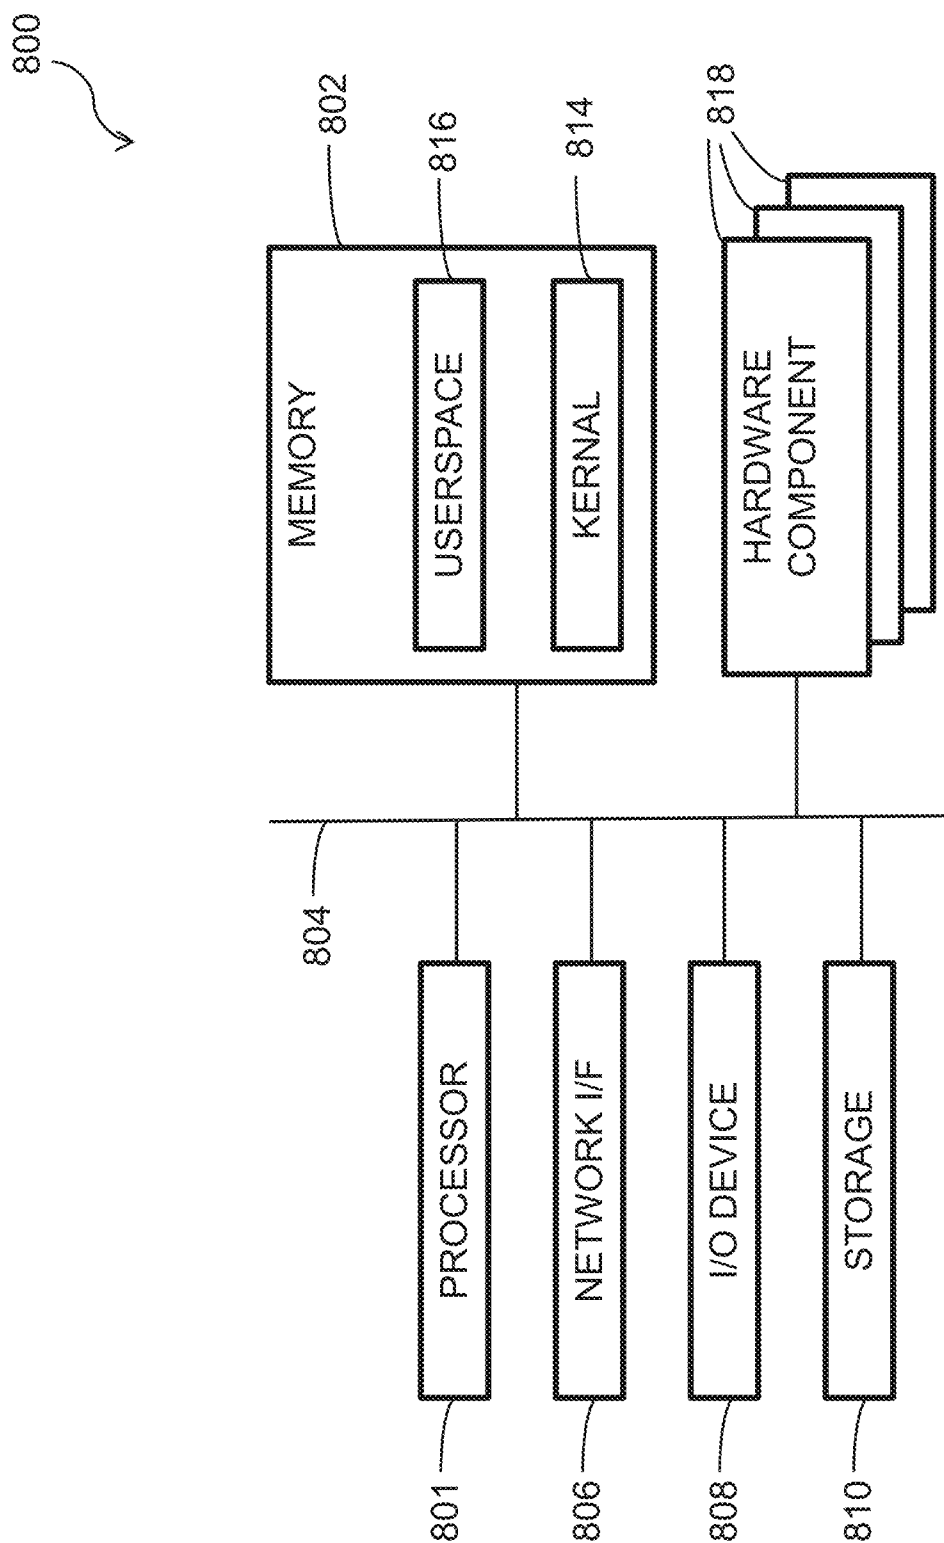 800
MEMORY
802
USERSPACE
816
KERNAL
814
HARDWARE
COMPONENT
818
804
PROCESSOR
801
NETWORK I/F
806
I/O DEVICE
808
STORAGE
810